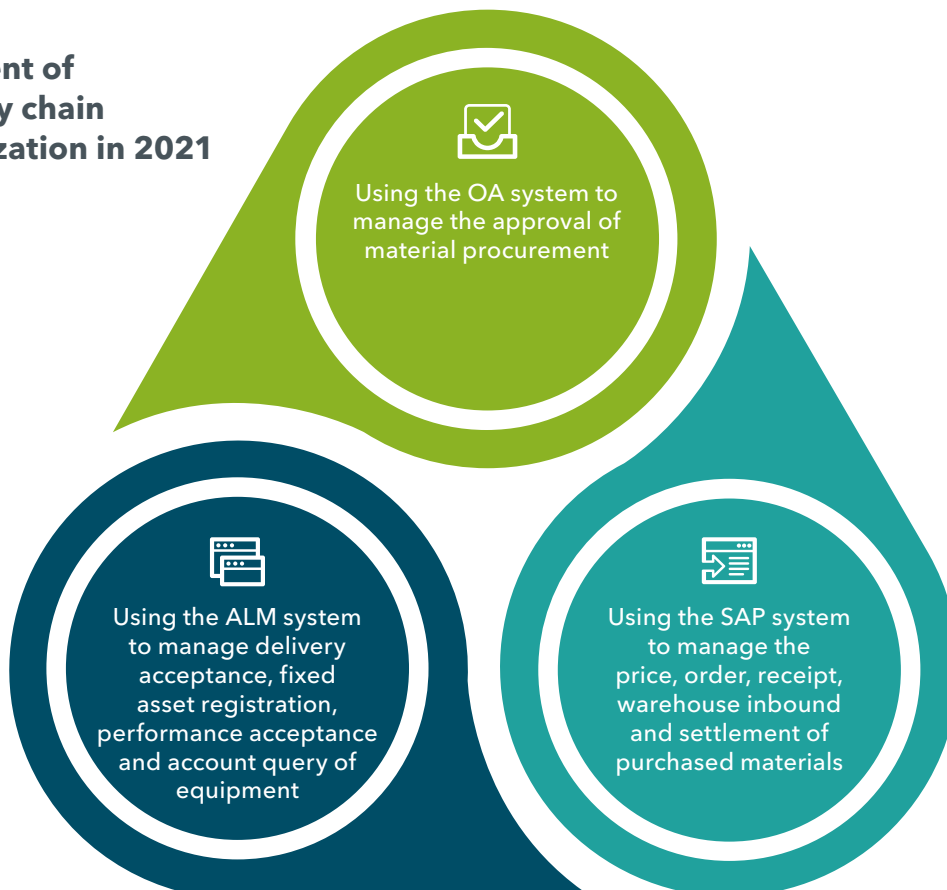 ent of
y chain
zation in 2021
Using the OA system to
manage the approval of
material procurement
Using the ALM system
to manage delivery
acceptance, fixed
asset registration,
performance acceptance
and account query of
equipment
Using the SAP system
to manage the
price, order, receipt,
warehouse inbound
and settlement of
purchased materials